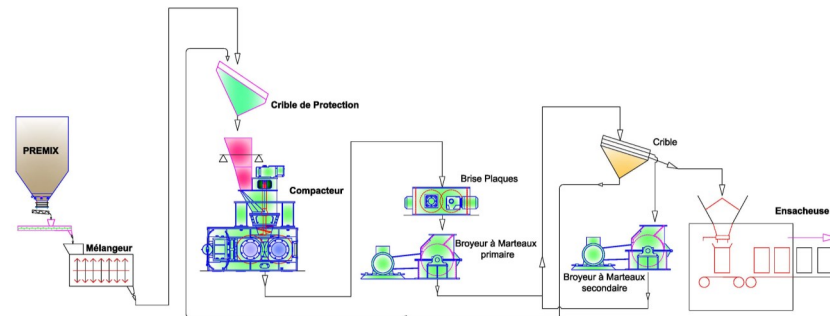 PREMIX
Mélangeur
Crible de Protection
Compacteur
Brise Plaques
Broyeur à Marteaux
primaire
Crible
Broyeur à Marteaux
secondaire
Ensacheuse